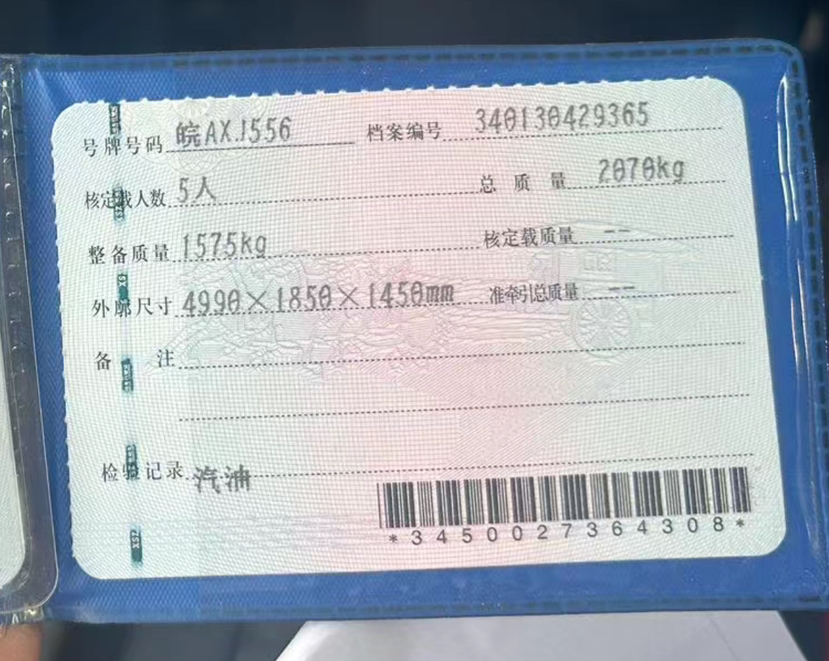 号牌号码 皖AXJ556 档案编号 340130429365
核定载人数 5人 总质量 2070kg
整备质量 1575kg 核定载质量 --
外廓尺寸 4990×1850×1450mm 准牵引总质量 --
备注
检验记录 汽油
*3450027364308*